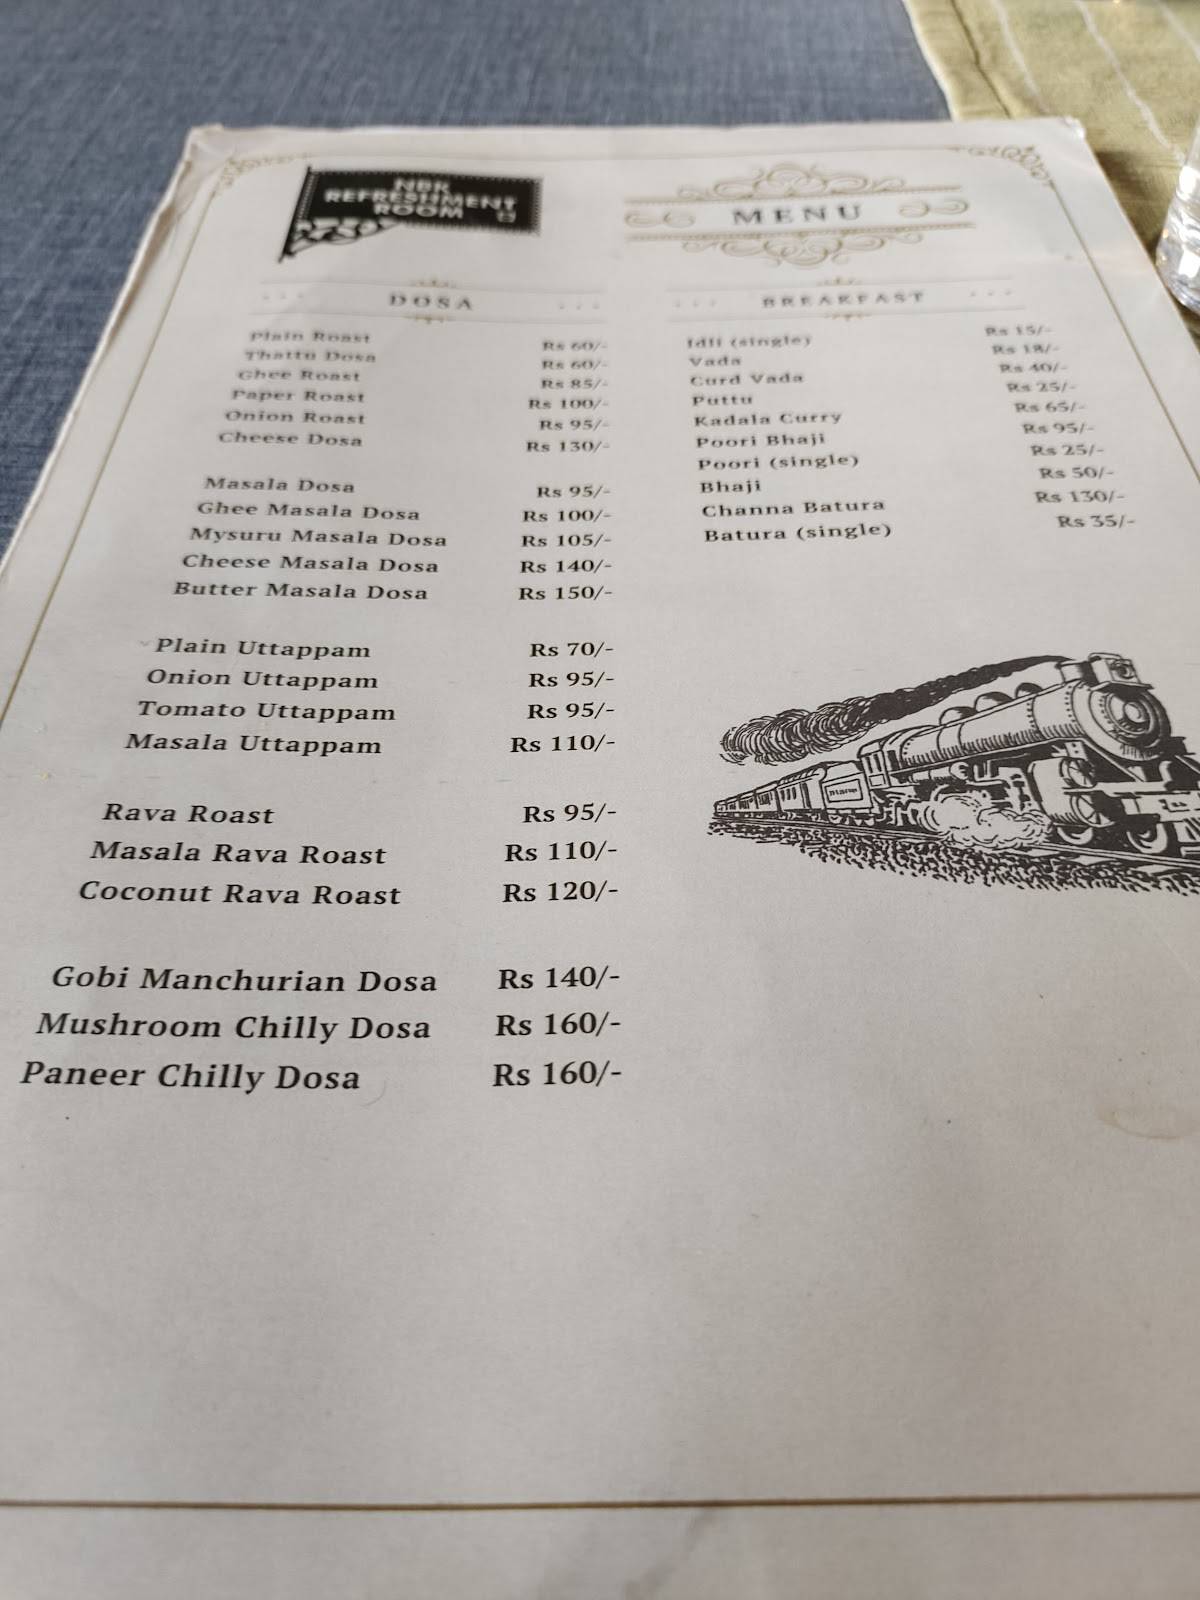 NBR
REFRESHMENT
ROOM
MENU
DOSA
Plain Roast Rs 60/-
Thattu Dosa Rs 60/-
Ghee Roast Rs 85/-
Paper Roast Rs 100/-
Onion Roast Rs 95/-
Cheese Dosa Rs 130/-
Masala Dosa Rs 95/-
Ghee Masala Dosa Rs 100/-
Mysuru Masala Dosa Rs 105/-
Cheese Masala Dosa Rs 140/-
Butter Masala Dosa Rs 150/-
Plain Uttappam Rs 70/-
Onion Uttappam Rs 95/-
Tomato Uttappam Rs 95/-
Masala Uttappam Rs 110/-
Rava Roast Rs 95/-
Masala Rava Roast Rs 110/-
Coconut Rava Roast Rs 120/-
Gobi Manchurian Dosa Rs 140/-
Mushroom Chilly Dosa Rs 160/-
Paneer Chilly Dosa Rs 160/-
BREAKFAST
Idli (single) Rs 15/-
Vada Rs 18/-
Curd Vada Rs 40/-
Puttu Rs 25/-
Kadala Curry Rs 65/-
Poori Bhaji Rs 95/-
Poori (single) Rs 25/-
Bhaji Rs 50/-
Channa Batura Rs 130/-
Batura (single) Rs 35/-